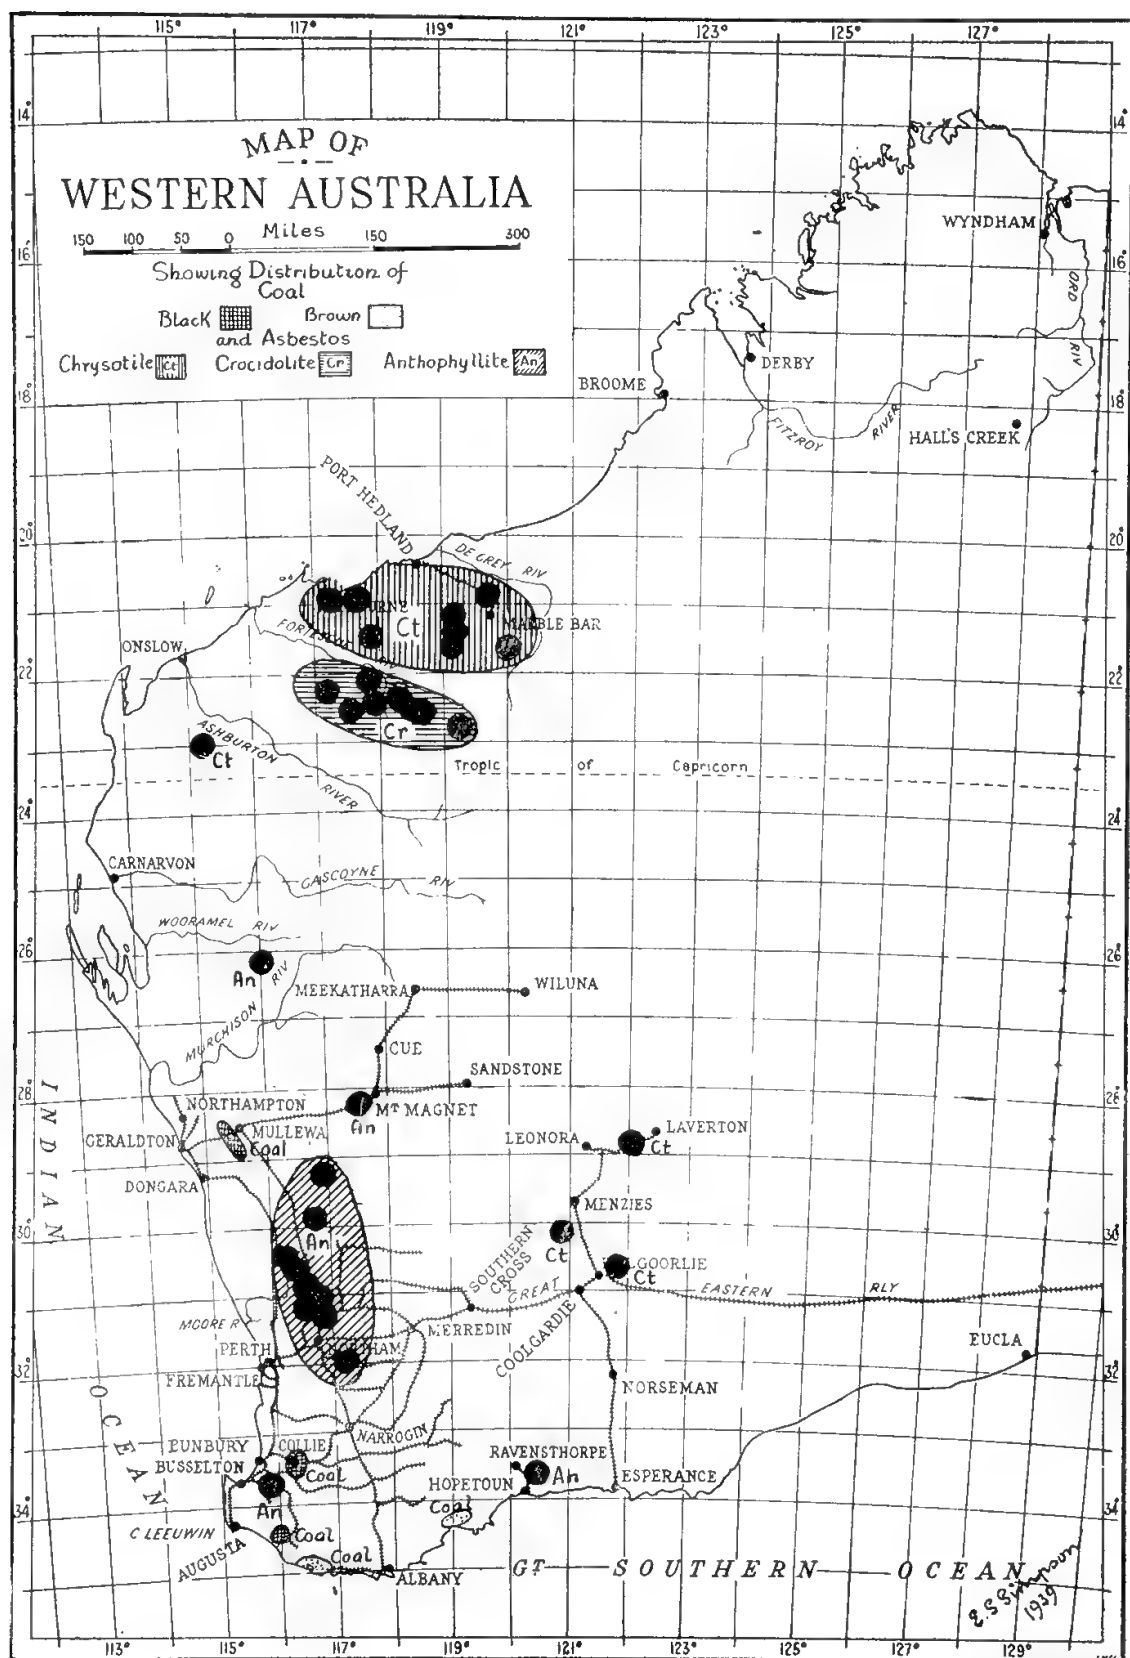 115° 117° 119° 121° 123° 125° 127°
MAP OF
WESTERN AUSTRALIA
Miles
150 100 50 0 150 300
Showing Distribution of
Coal
Black Brown
and Asbestos
Chrysotile Ct Crocidolite Cr Anthophyllite An
14° 14°
16° 16°
18° 18°
20° 20°
22° 22°
24° 24°
26° 26°
28° 28°
30° 30°
32° 32°
34° 34°
WYNDHAM
ORD
RIV
DERBY
BROOME
FITZROY RIVER
HALL'S CREEK
PORT HEDLAND
DE GREY RIV
Ct
MARBLE BAR
ONSLOW
Cr
ASHBURTON
RIVER
Ct
Tropic of Capricorn
CARNARVON
GASCOYNE RIV
WOORAMEL RIV
An
RIV
MURCHISON
MEEKATHARRA
WILUNA
CUE
SANDSTONE
MT MAGNET
An
NORTHAMPTON
MULLEWA
GERALDTON
Coal
LEONORA
LAVERTON
Ct
DONGARA
MENZIES
An
Ct
SOUTHERN
CROSS
GOORLIE
Ct
GREAT EASTERN RLY
MOORE R
MERREDIN
COOLGARDIE
PERTH
EUCLA
FREMANTLE
NORSEMAN
NARROGIN
BUNBURY
COLLIE
BUSSELTON
Coal
RAVENSTHORPE
An
HOPETOUN
ESPERANCE
An
Coal
C LEEUWIN
Coal
AUGUSTA
Coal
ALBANY
INDIAN
OCEAN
GT SOUTHERN OCEAN
E.S.Simpson
1939
113° 115° 117° 119° 121° 123° 125° 127° 129°